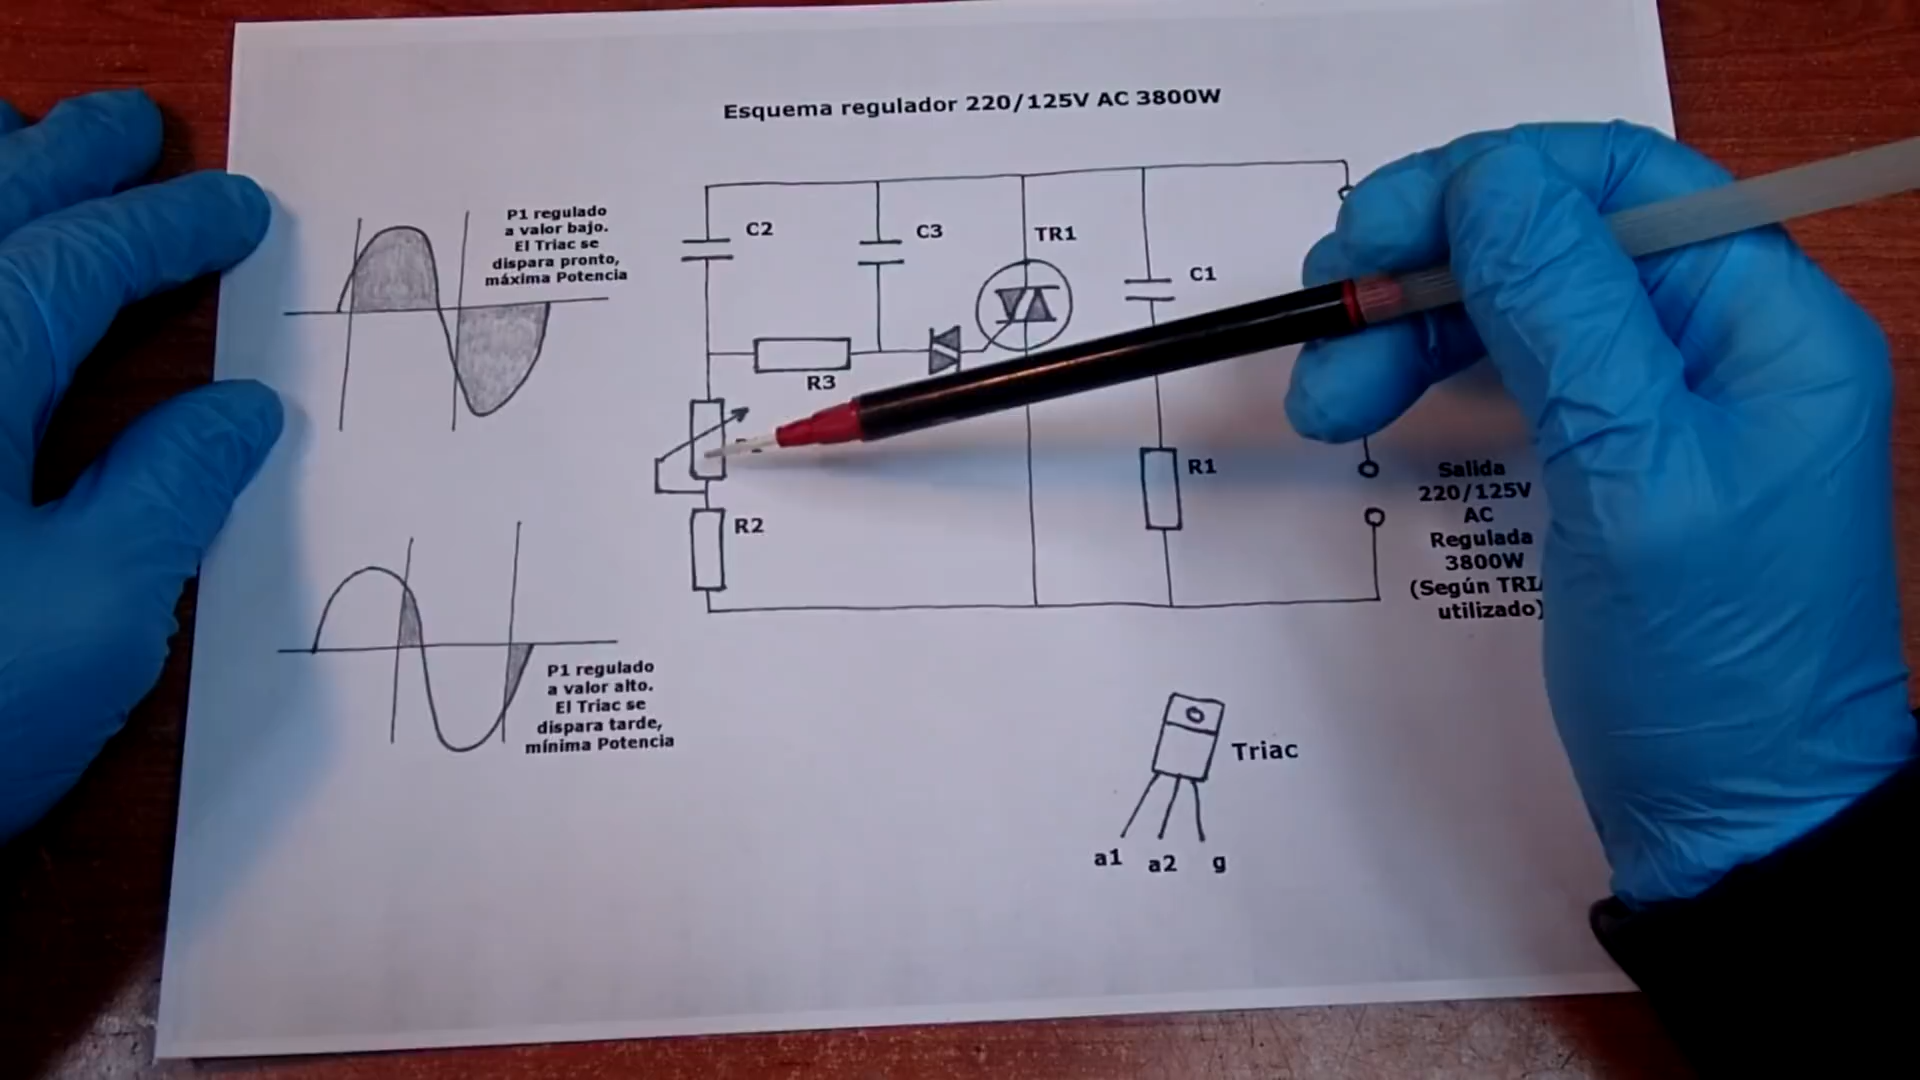 Esquema regulador 220/125V AC 3800W
P1 regulado
a valor bajo.
El Triac se
dispara pronto,
máxima Potencia
C2
C3
TR1
C1
R3
R1
R2
Salida
220/125V
AC
Regulada
3800W
(Según
utilizado)
P1 regulado
a valor alto.
El Triac se
dispara tarde,
mínima Potencia
Triac
a1
a2
g